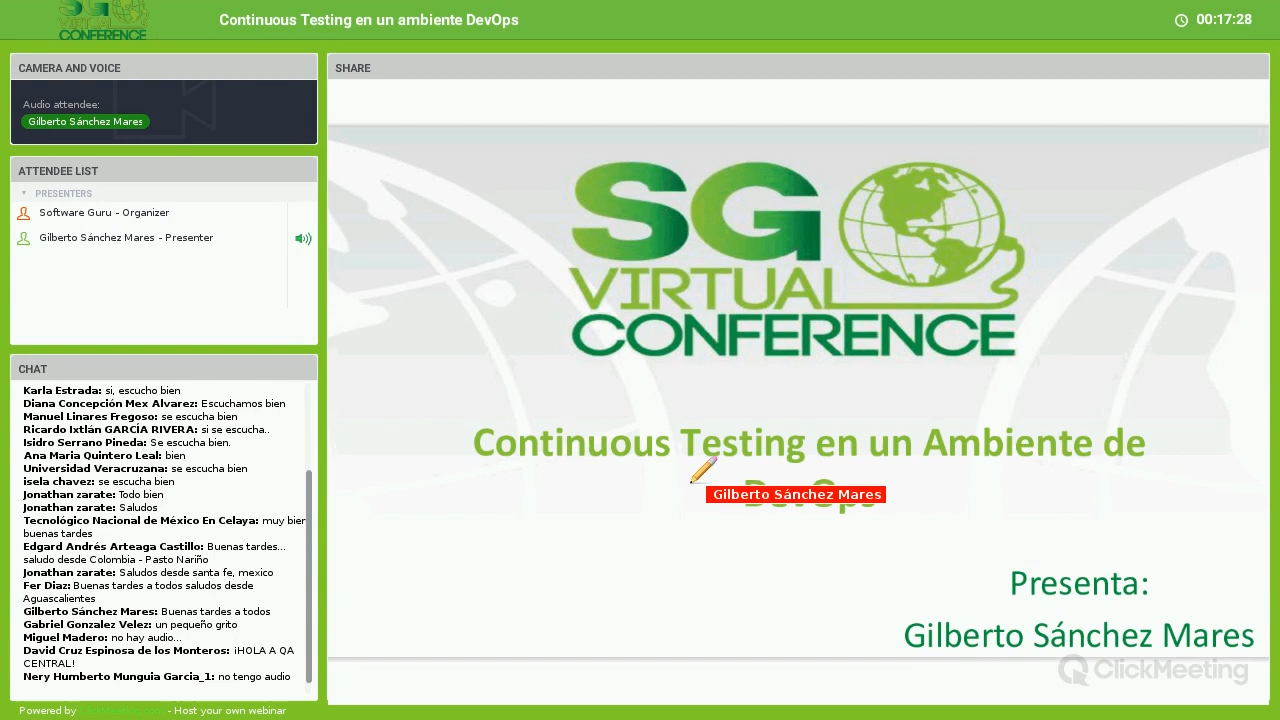 SG
VIRTUAL
CONFERENCE
Continuous Testing en un ambiente DevOps
00:17:28
CAMERA AND VOICE
Audio attendee:
Gilberto Sánchez Mares
ATTENDEE LIST
PRESENTERS
Software Guru - Organizer
Gilberto Sánchez Mares - Presenter
CHAT
Karla Estrada: si, escucho bien
Diana Concepción Mex Alvarez: Escuchamos bien
Manuel Linares Fregoso: se escucha bien
Ricardo Ixtlán GARCÍA RIVERA: si se escucha..
Isidro Serrano Pineda: Se escucha bien.
Ana Maria Quintero Leal: bien
Universidad Veracruzana: se escucha bien
isela chavez: se escucha bien
Jonathan zarate: Todo bien
Jonathan zarate: Saludos
Tecnológico Nacional de México En Celaya: muy bien
buenas tardes
Edgard Andrés Arteaga Castillo: Buenas tardes...
saludo desde Colombia - Pasto Nariño
Jonathan zarate: Saludos desde santa fe, mexico
Fer Diaz: Buenas tardes a todos saludos desde
Aguascalientes
Gilberto Sánchez Mares: Buenas tardes a todos
Gabriel Gonzalez Velez: un pequeño grito
Miguel Madero: no hay audio...
David Cruz Espinosa de los Monteros: ¡HOLA A QA
CENTRAL!
Nery Humberto Munguia Garcia_1: no tengo audio
Powered by - Host your own webinar
SHARE
SG
VIRTUAL
CONFERENCE
Continuous Testing en un Ambiente de
DevOps
Gilberto Sánchez Mares
Presenta:
Gilberto Sánchez Mares
ClickMeeting